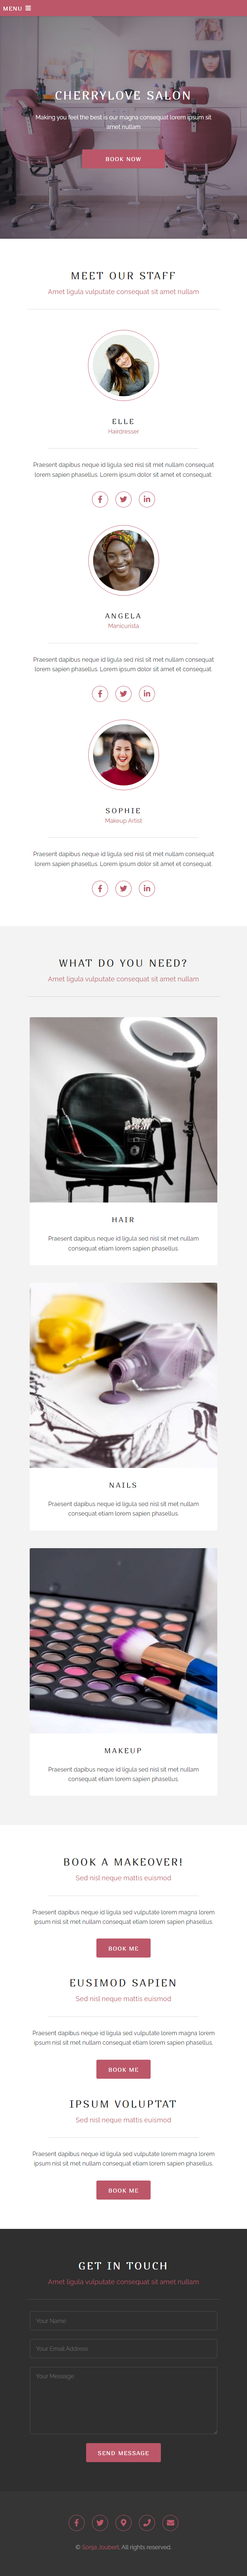 MENU
CHERRYLOVE SALON
Making you feel the best is our magna consequat lorem ipsum sit
amet nullam
BOOK NOW
MEET OUR STAFF
Amet ligula vulputate consequat sit amet nullam
ELLE
Hairdresser
Praesent dapibus neque id ligula sed nisl sit met nullam consequat
lorem sapien phasellus. Lorem ipsum dolor sit amet et consequat.
ANGELA
Manicurista
Praesent dapibus neque id ligula sed nisl sit met nullam consequat
lorem sapien phasellus. Lorem ipsum dolor sit amet et consequat.
SOPHIE
Makeup Artist
Praesent dapibus neque id ligula sed nisl sit met nullam consequat
lorem sapien phasellus. Lorem ipsum dolor sit amet et consequat.
WHAT DO YOU NEED?
Amet ligula vulputate consequat sit amet nullam
HAIR
Praesent dapibus neque id ligula sed nisl sit met nullam
consequat etiam lorem sapien phasellus.
NAILS
Praesent dapibus neque id ligula sed nisl sit met nullam
consequat etiam lorem sapien phasellus.
MAKEUP
Praesent dapibus neque id ligula sed nisl sit met nullam
consequat etiam lorem sapien phasellus.
BOOK A MAKEOVER!
Sed nisl neque mattis euismod
Praesent dapibus neque id ligula sed vulputate lorem magna lorem
ipsum nisl sit met nullam consequat etiam lorem sapien phasellus.
BOOK ME
EUSIMOD SAPIEN
Sed nisl neque mattis euismod
Praesent dapibus neque id ligula sed vulputate lorem magna lorem
ipsum nisl sit met nullam consequat etiam lorem sapien phasellus.
BOOK ME
IPSUM VOLUPTAT
Sed nisl neque mattis euismod
Praesent dapibus neque id ligula sed vulputate lorem magna lorem
ipsum nisl sit met nullam consequat etiam lorem sapien phasellus.
BOOK ME
GET IN TOUCH
Amet ligula vulputate consequat sit amet nullam
Your Name
Your Email Address
Your Message
SEND MESSAGE
© Sonja Joubert. All rights reserved.